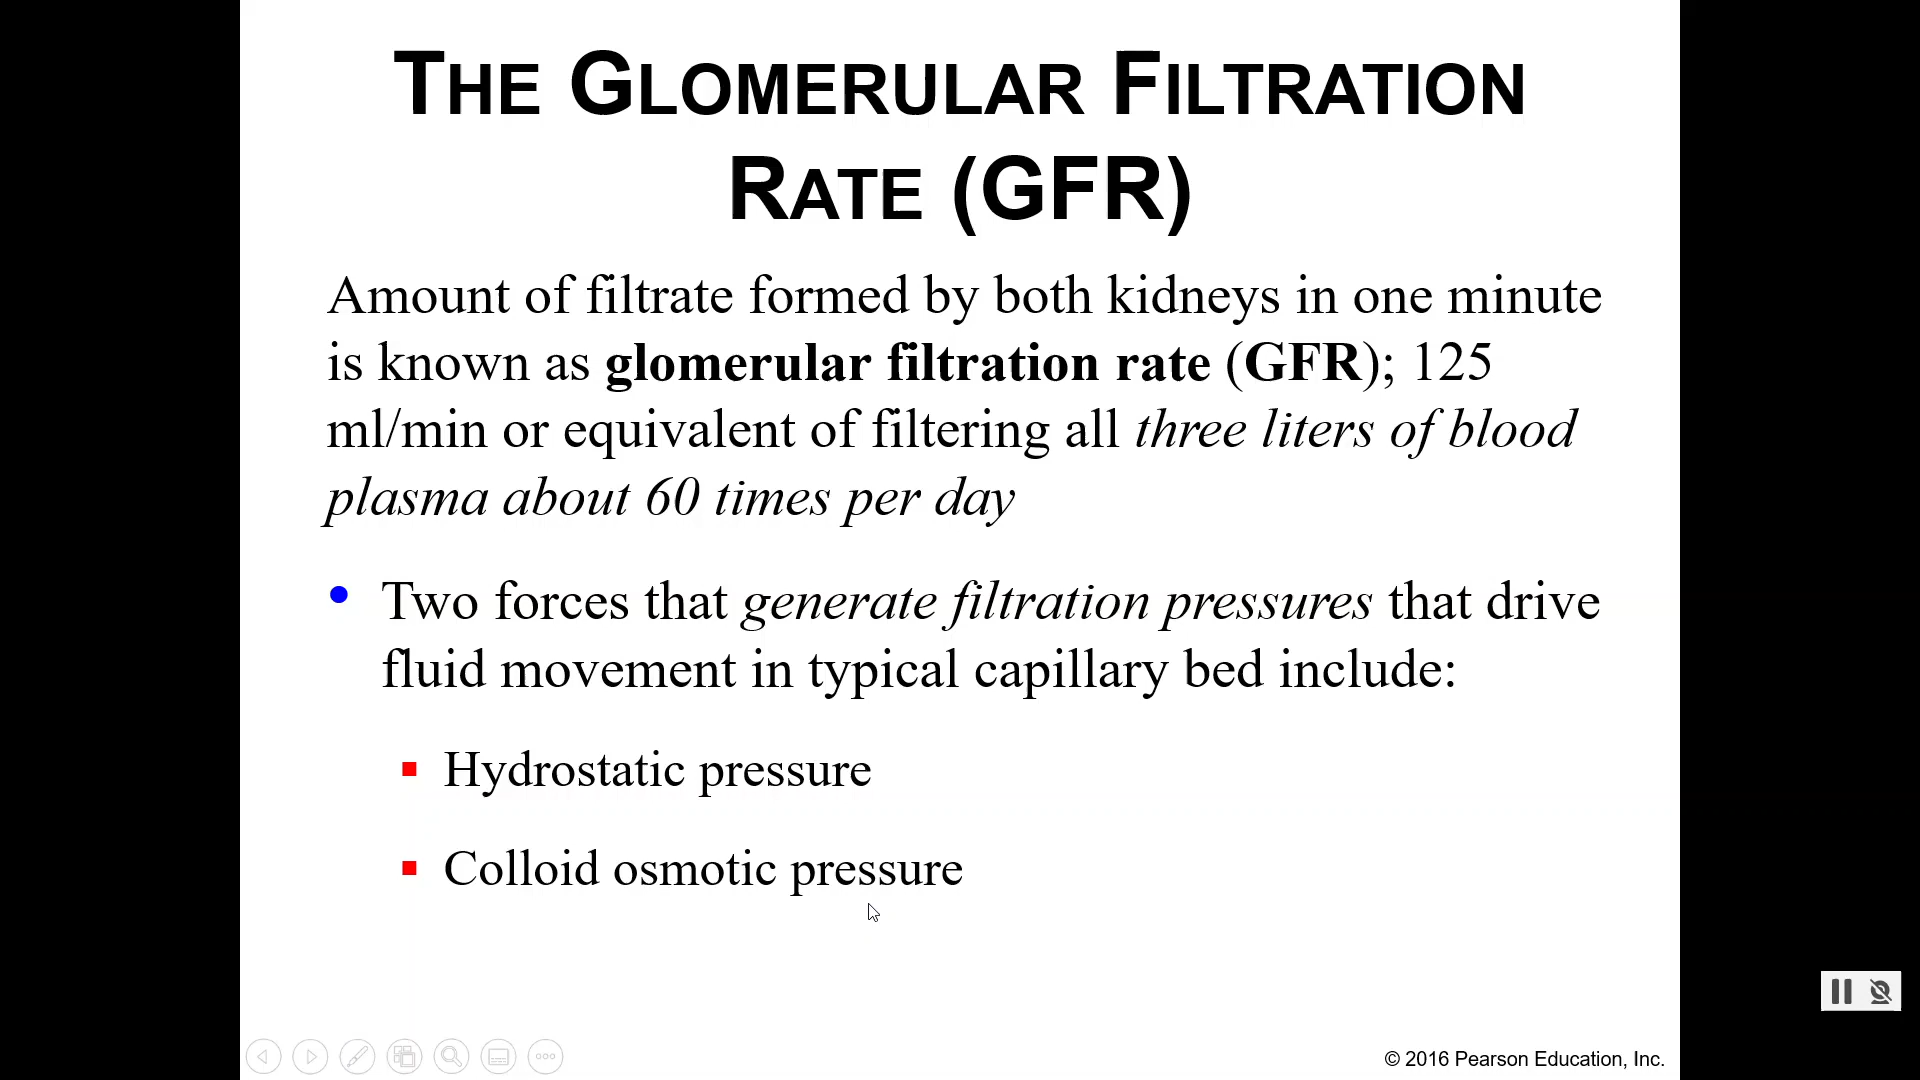 THE GLOMERULAR FILTRATION
RATE (GFR)
Amount of filtrate formed by both kidneys in one minute
is known as glomerular filtration rate (GFR); 125
ml/min or equivalent of filtering all three liters of blood
plasma about 60 times per day
• Two forces that generate filtration pressures that drive
fluid movement in typical capillary bed include:
▪ Hydrostatic pressure
▪ Colloid osmotic pressure
© 2016 Pearson Education, Inc.